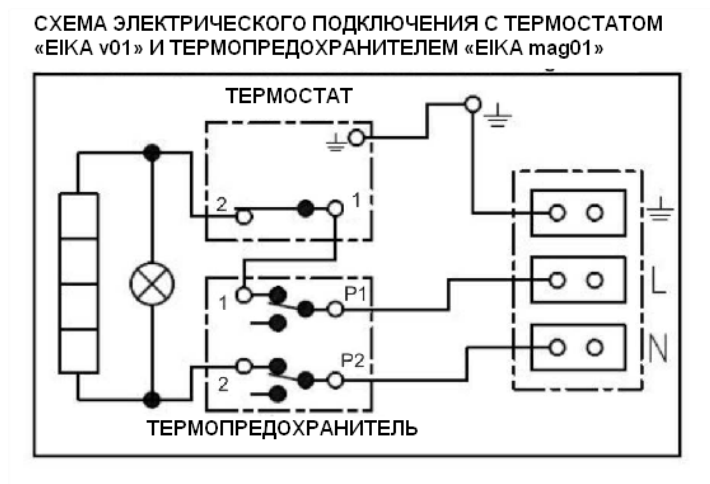 СХЕМА ЭЛЕКТРИЧЕСКОГО ПОДКЛЮЧЕНИЯ С ТЕРМОСТАТОМ
«EIKA v01» И ТЕРМОПРЕДОХРАНИТЕЛЕМ «EIKA mag01»
ТЕРМОСТАТ
2
1
1
P1
L
2
P2
N
ТЕРМОПРЕДОХРАНИТЕЛЬ